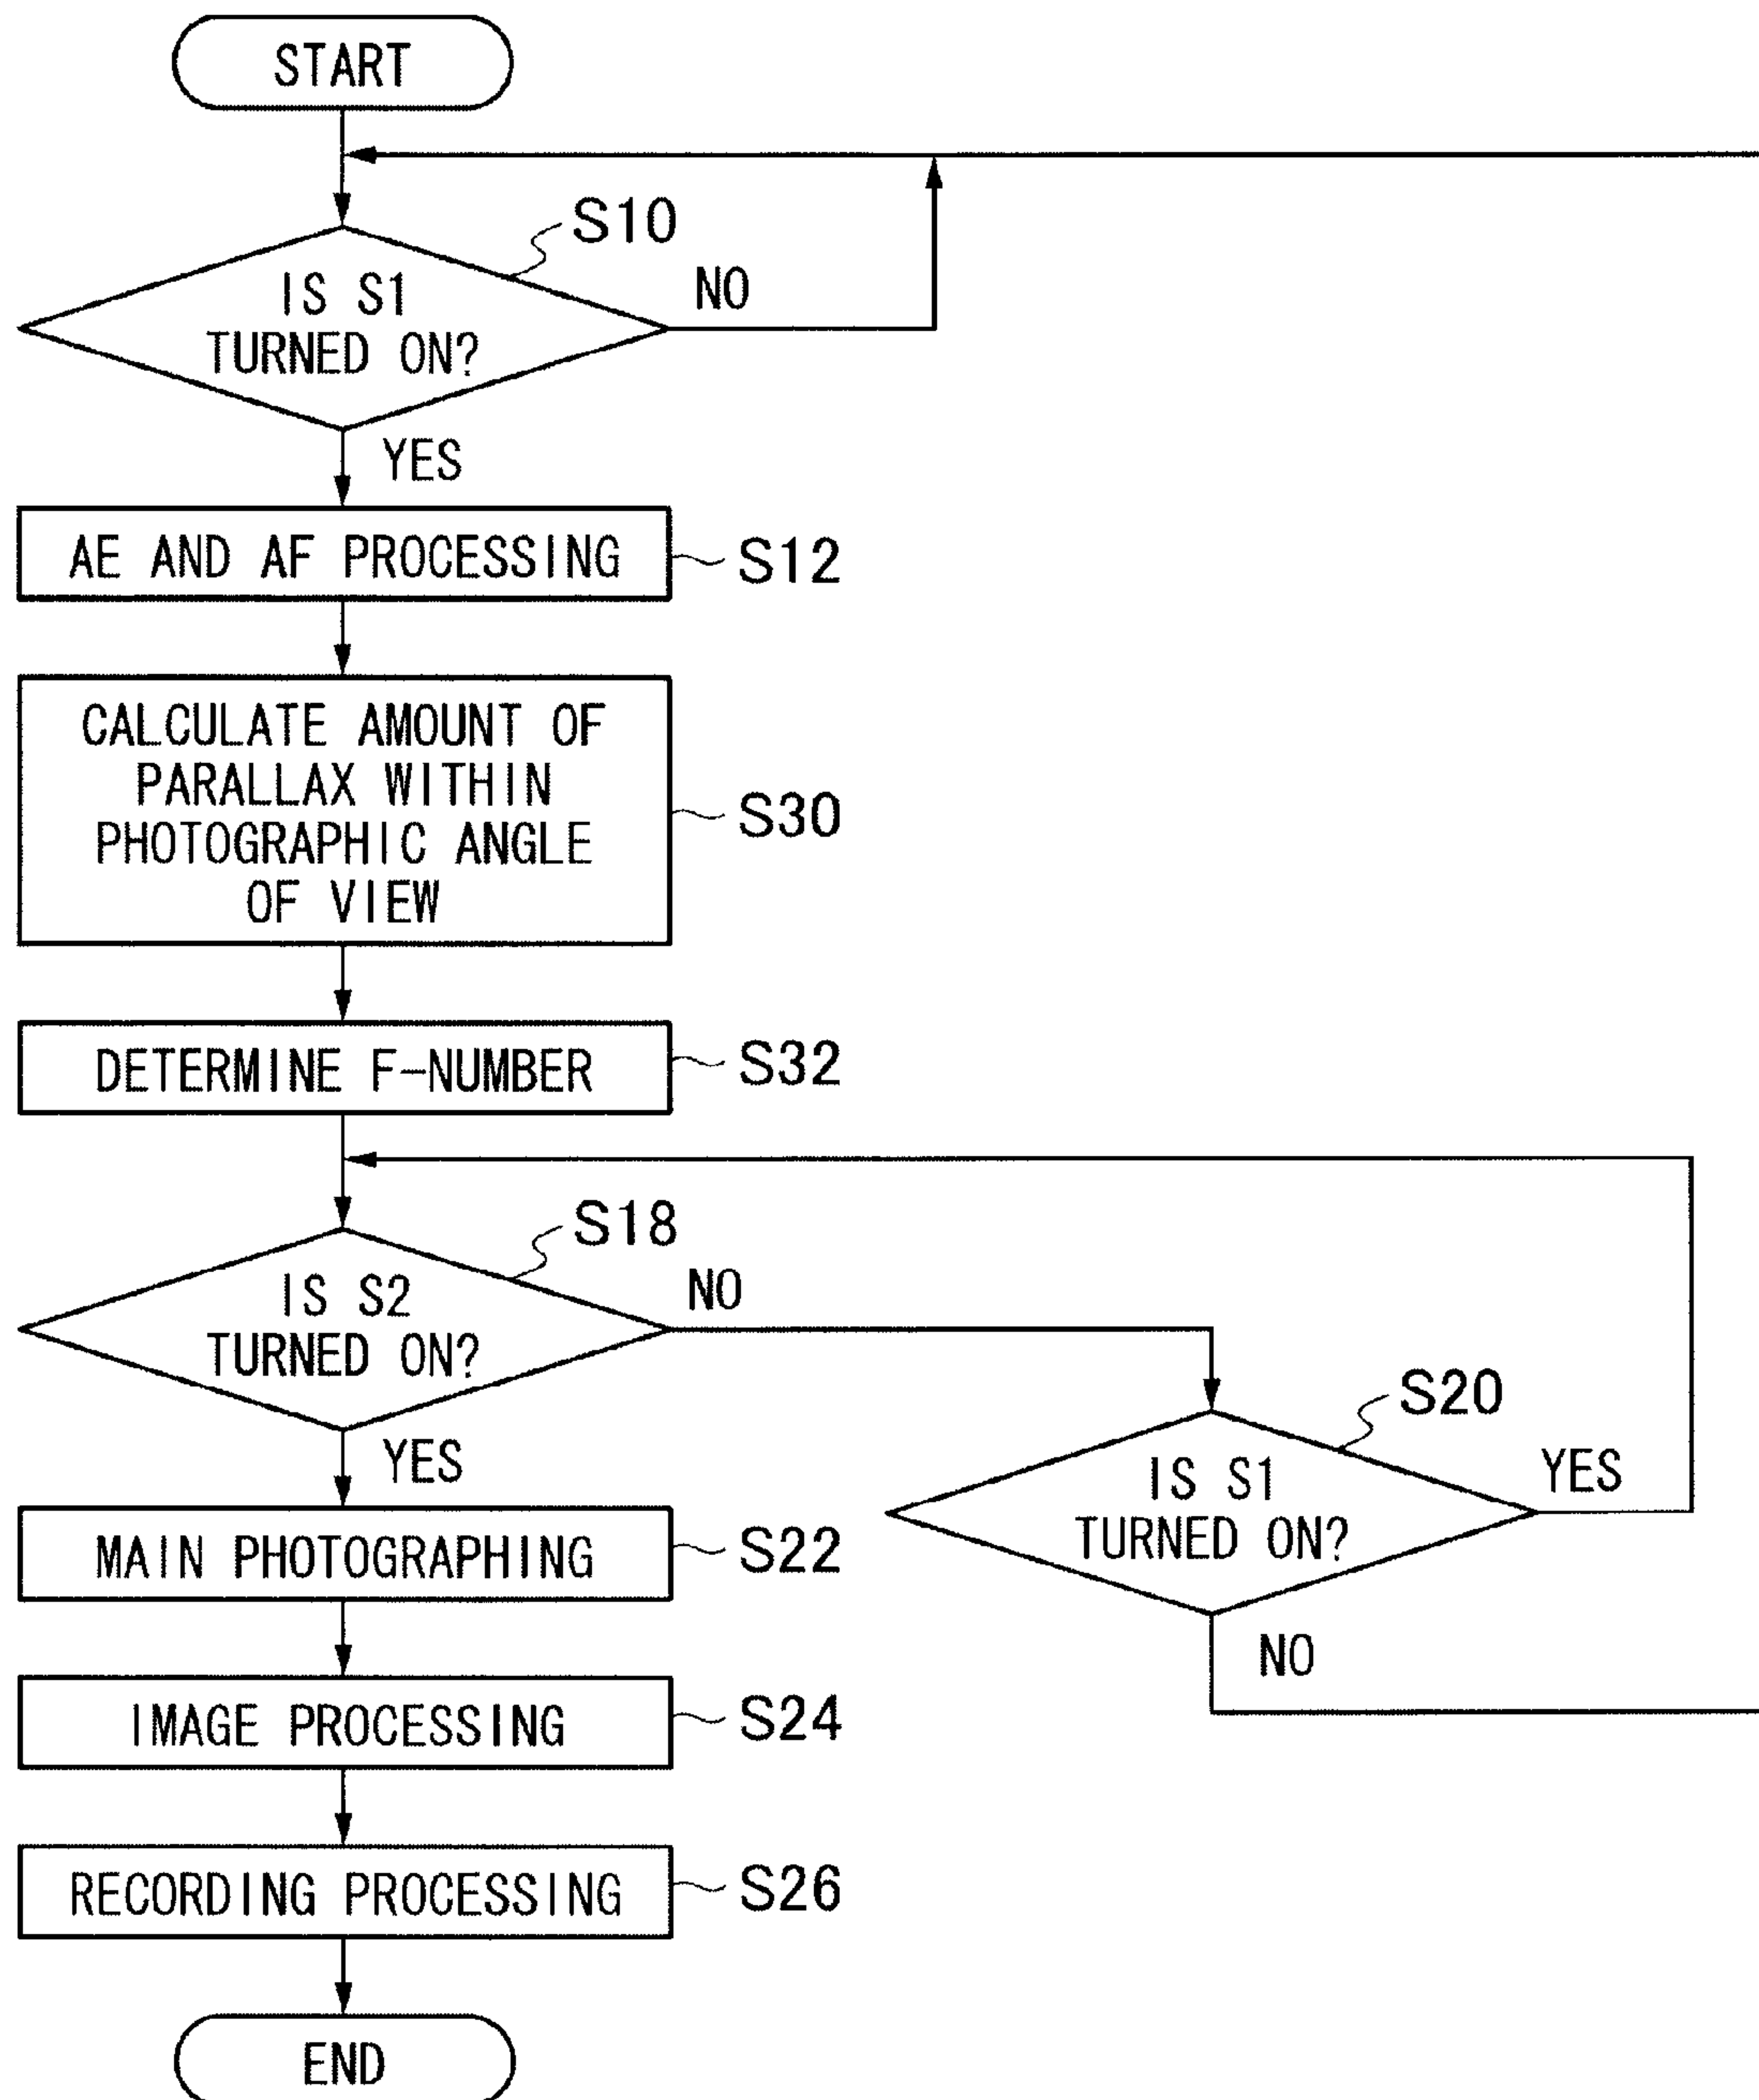 START
S10
IS S1
TURNED ON?
NO
YES
AE AND AF PROCESSING
S12
CALCULATE AMOUNT OF
PARALLAX WITHIN
PHOTOGRAPHIC ANGLE
OF VIEW
S30
DETERMINE F-NUMBER
S32
S18
IS S2
TURNED ON?
NO
YES
S20
IS S1
TURNED ON?
YES
NO
MAIN PHOTOGRAPHING
S22
IMAGE PROCESSING
S24
RECORDING PROCESSING
S26
END